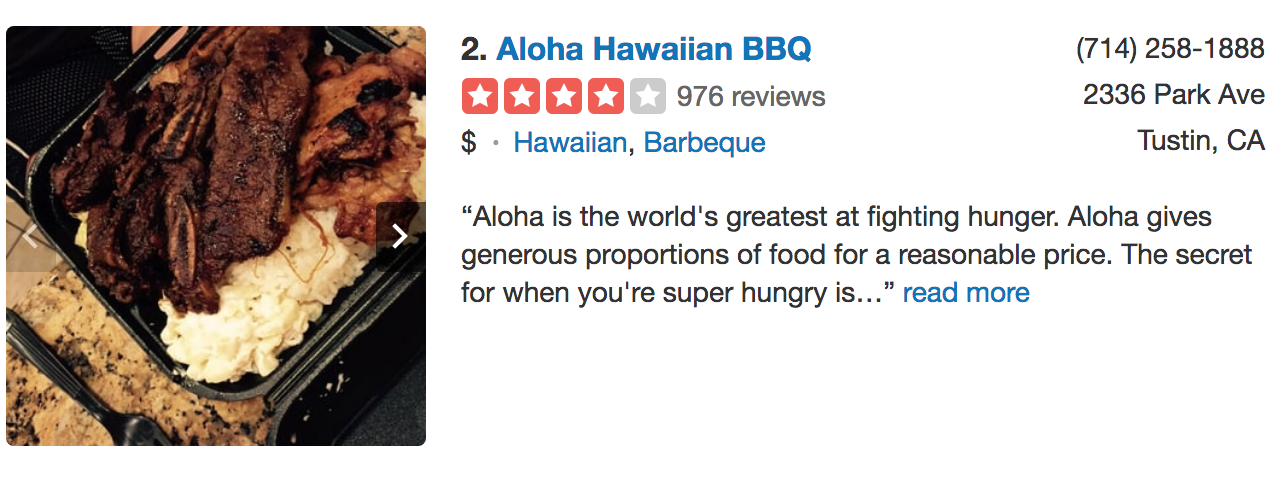 2. Aloha Hawaiian BBQ
976 reviews
$ · Hawaiian, Barbeque
(714) 258-1888
2336 Park Ave
Tustin, CA
“Aloha is the world's greatest at fighting hunger. Aloha gives
generous proportions of food for a reasonable price. The secret
for when you're super hungry is…” read more